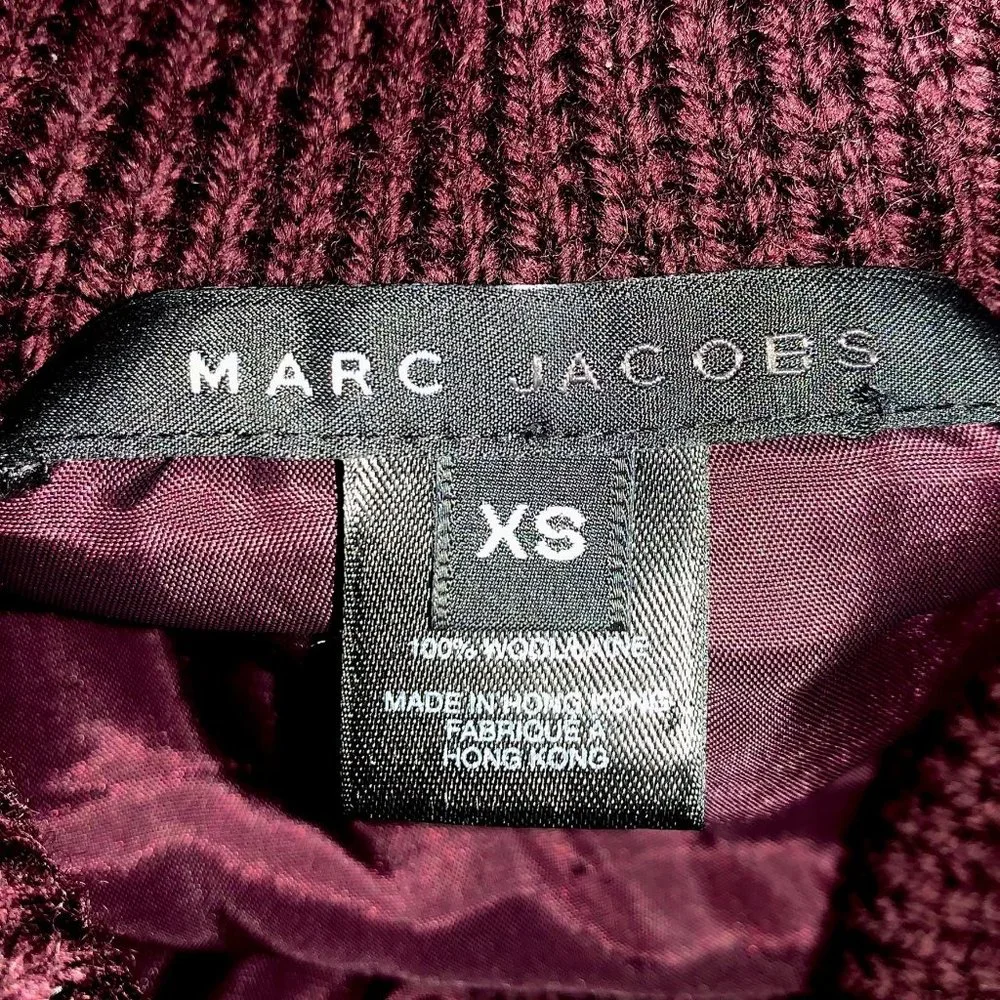 MARC JACOBS
XS
100% WOOL/LAINE
MADE IN HONG KONG
FABRIQUE À
HONG KONG